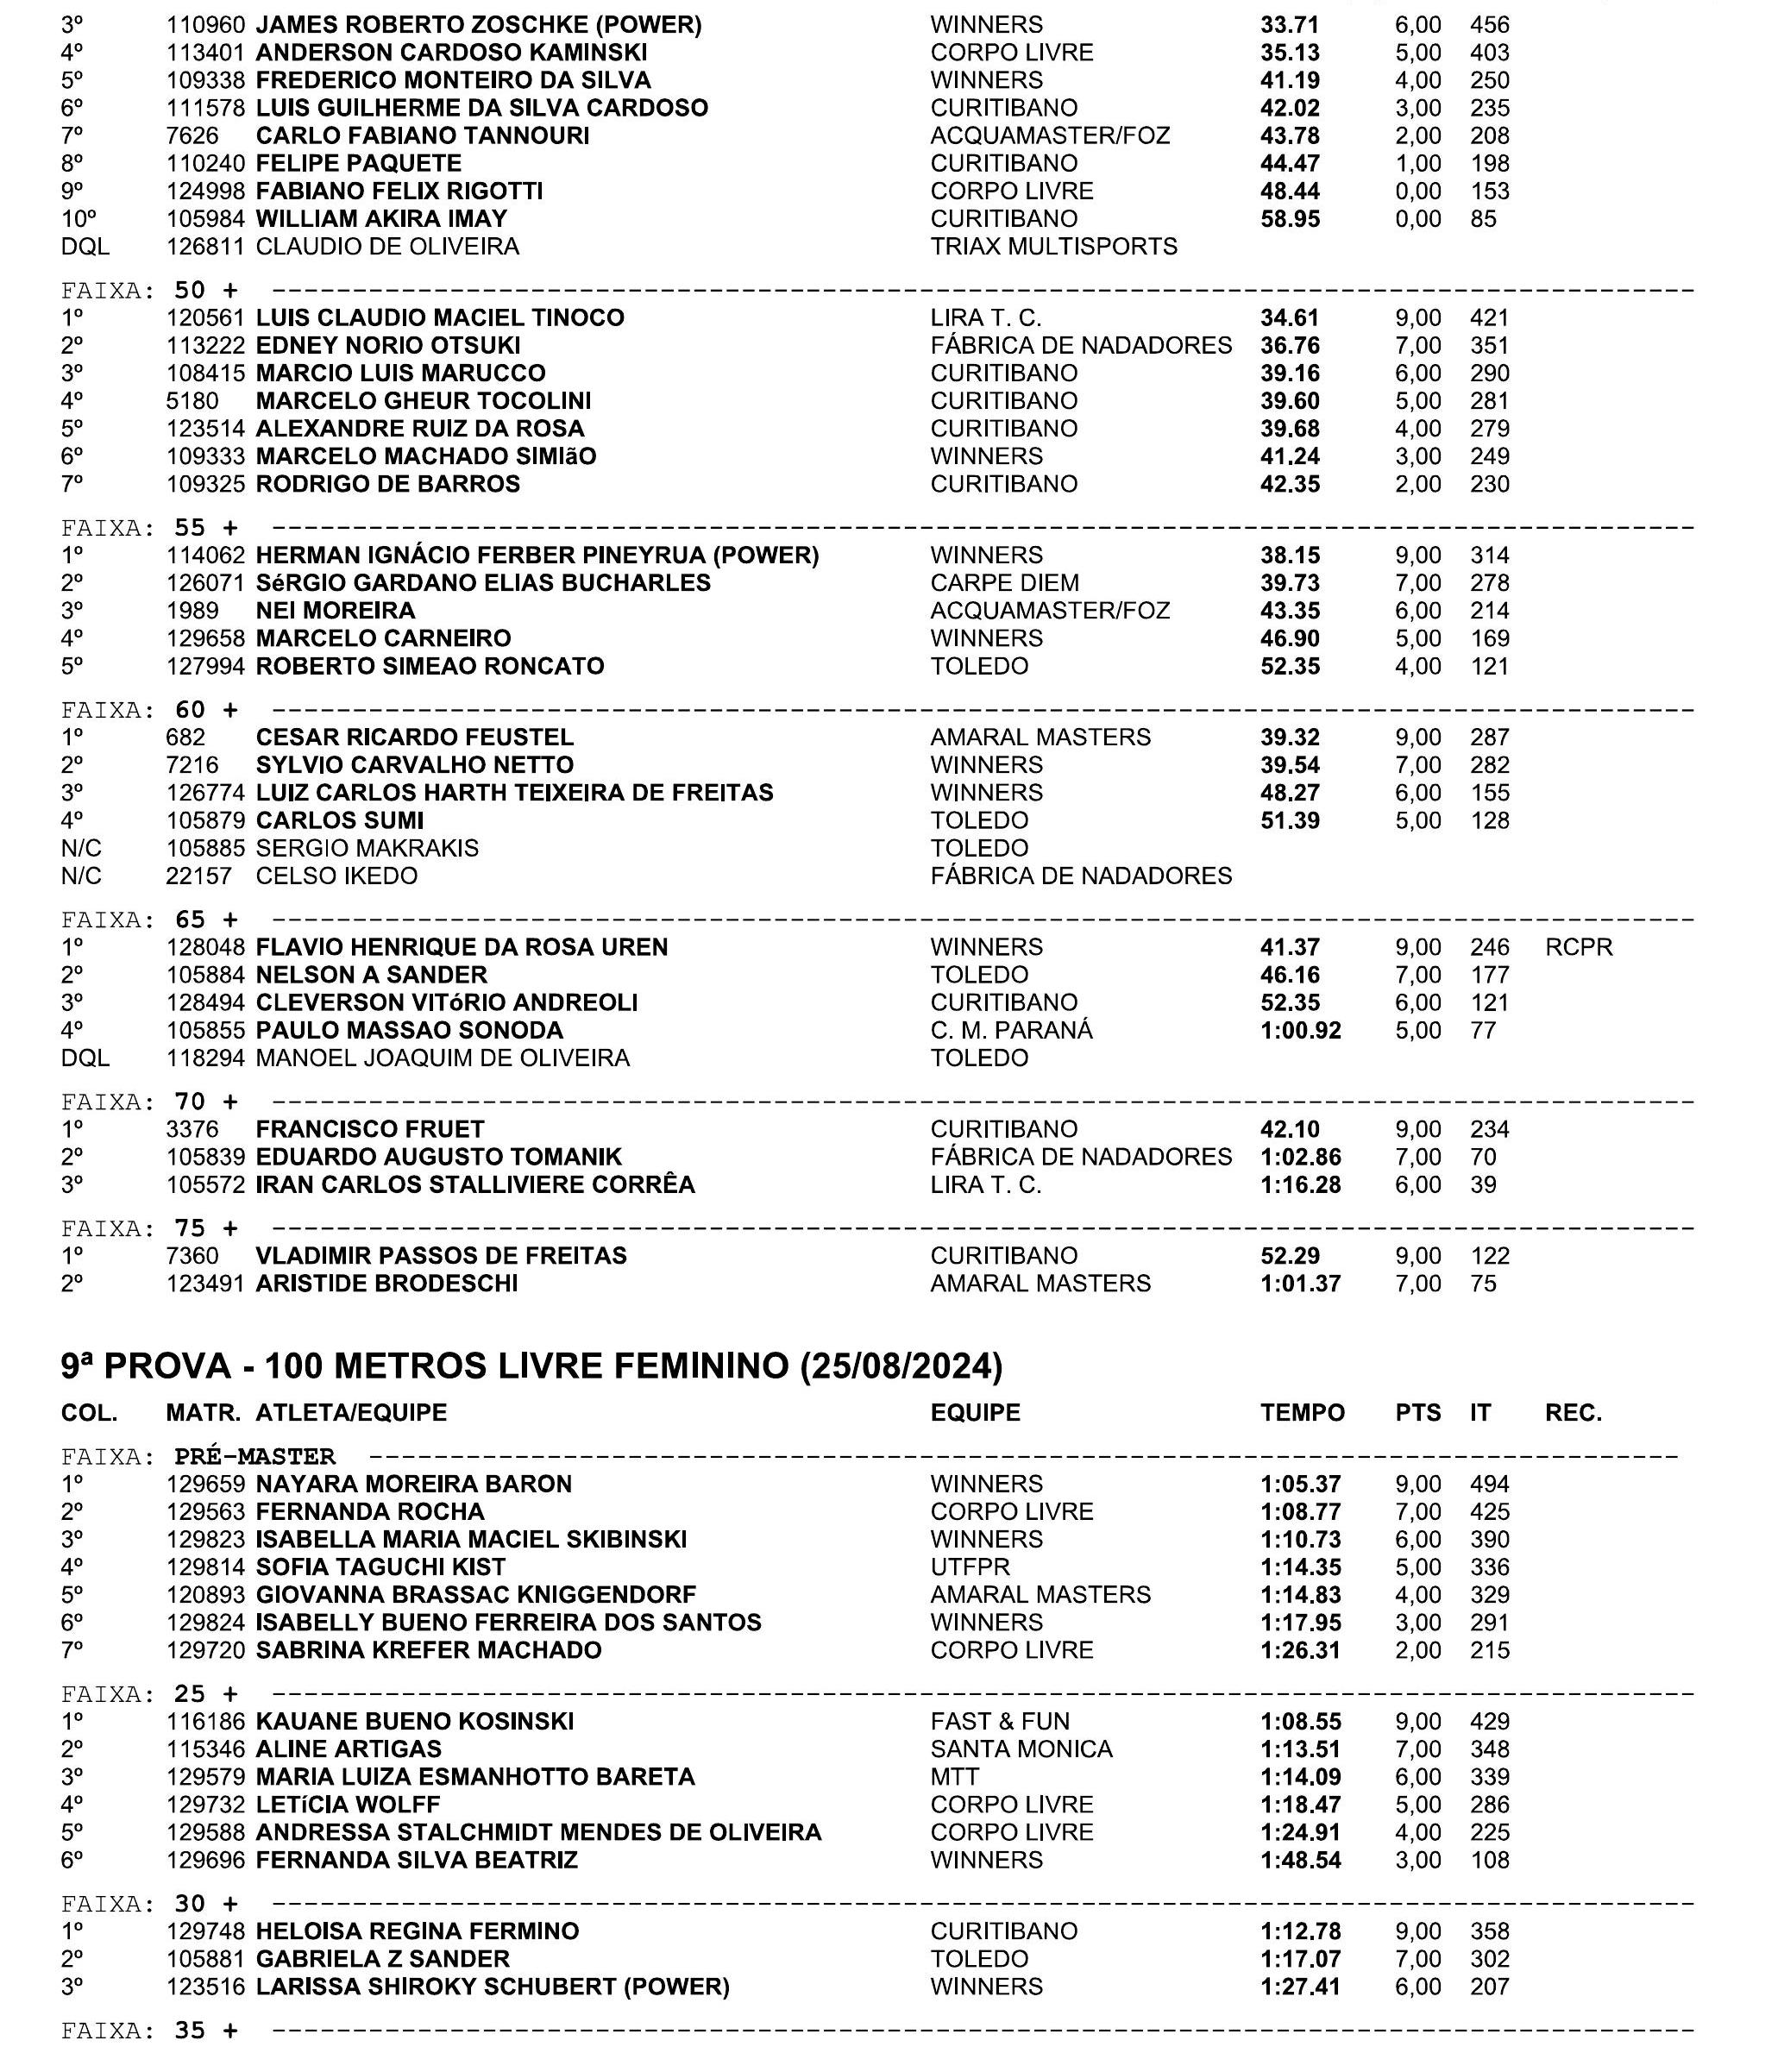 3º 110960 JAMES ROBERTO ZOSCHKE (POWER) WINNERS 33.71 6,00 456
4º 113401 ANDERSON CARDOSO KAMINSKI CORPO LIVRE 35.13 5,00 403
5º 109338 FREDERICO MONTEIRO DA SILVA WINNERS 41.19 4,00 250
6º 111578 LUIS GUILHERME DA SILVA CARDOSO CURITIBANO 42.02 3,00 235
7º 7626 CARLO FABIANO TANNOURI ACQUAMASTER/FOZ 43.78 2,00 208
8º 110240 FELIPE PAQUETE CURITIBANO 44.47 1,00 198
9º 124998 FABIANO FELIX RIGOTTI CORPO LIVRE 48.44 0,00 153
10º 105984 WILLIAM AKIRA IMAY CURITIBANO 58.95 0,00 85
DQL 126811 CLAUDIO DE OLIVEIRA TRIAX MULTISPORTS
FAIXA: 50 +
1º 120561 LUIS CLAUDIO MACIEL TINOCO LIRA T. C. 34.61 9,00 421
2º 113222 EDNEY NORIO OTSUKI FÁBRICA DE NADADORES 36.76 7,00 351
3º 108415 MARCIO LUIS MARUCCO CURITIBANO 39.16 6,00 290
4º 5180 MARCELO GHEUR TOCOLINI CURITIBANO 39.60 5,00 281
5º 123514 ALEXANDRE RUIZ DA ROSA CURITIBANO 39.68 4,00 279
6º 109333 MARCELO MACHADO SIMIãO WINNERS 41.24 3,00 249
7º 109325 RODRIGO DE BARROS CURITIBANO 42.35 2,00 230
FAIXA: 55 +
1º 114062 HERMAN IGNÁCIO FERBER PINEYRUA (POWER) WINNERS 38.15 9,00 314
2º 126071 SéRGIO GARDANO ELIAS BUCHARLES CARPE DIEM 39.73 7,00 278
3º 1989 NEI MOREIRA ACQUAMASTER/FOZ 43.35 6,00 214
4º 129658 MARCELO CARNEIRO WINNERS 46.90 5,00 169
5º 127994 ROBERTO SIMEAO RONCATO TOLEDO 52.35 4,00 121
FAIXA: 60 +
1º 682 CESAR RICARDO FEUSTEL AMARAL MASTERS 39.32 9,00 287
2º 7216 SYLVIO CARVALHO NETTO WINNERS 39.54 7,00 282
3º 126774 LUIZ CARLOS HARTH TEIXEIRA DE FREITAS WINNERS 48.27 6,00 155
4º 105879 CARLOS SUMI TOLEDO 51.39 5,00 128
N/C 105885 SERGIO MAKRAKIS TOLEDO
N/C 22157 CELSO IKEDO FÁBRICA DE NADADORES
FAIXA: 65 +
1º 128048 FLAVIO HENRIQUE DA ROSA UREN WINNERS 41.37 9,00 246 RCPR
2º 105884 NELSON A SANDER TOLEDO 46.16 7,00 177
3º 128494 CLEVERSON VITóRIO ANDREOLI CURITIBANO 52.35 6,00 121
4º 105855 PAULO MASSAO SONODA C. M. PARANÁ 1:00.92 5,00 77
DQL 118294 MANOEL JOAQUIM DE OLIVEIRA TOLEDO
FAIXA: 70 +
1º 3376 FRANCISCO FRUET CURITIBANO 42.10 9,00 234
2º 105839 EDUARDO AUGUSTO TOMANIK FÁBRICA DE NADADORES 1:02.86 7,00 70
3º 105572 IRAN CARLOS STALLIVIERE CORRÊA LIRA T. C. 1:16.28 6,00 39
FAIXA: 75 +
1º 7360 VLADIMIR PASSOS DE FREITAS CURITIBANO 52.29 9,00 122
2º 123491 ARISTIDE BRODESCHI AMARAL MASTERS 1:01.37 7,00 75
9ª PROVA - 100 METROS LIVRE FEMININO (25/08/2024)
COL. MATR. ATLETA/EQUIPE EQUIPE TEMPO PTS IT REC.
FAIXA: PRÉ-MASTER
1º 129659 NAYARA MOREIRA BARON WINNERS 1:05.37 9,00 494
2º 129563 FERNANDA ROCHA CORPO LIVRE 1:08.77 7,00 425
3º 129823 ISABELLA MARIA MACIEL SKIBINSKI WINNERS 1:10.73 6,00 390
4º 129814 SOFIA TAGUCHI KIST UTFPR 1:14.35 5,00 336
5º 120893 GIOVANNA BRASSAC KNIGGENDORF AMARAL MASTERS 1:14.83 4,00 329
6º 129824 ISABELLY BUENO FERREIRA DOS SANTOS WINNERS 1:17.95 3,00 291
7º 129720 SABRINA KREFER MACHADO CORPO LIVRE 1:26.31 2,00 215
FAIXA: 25 +
1º 116186 KAUANE BUENO KOSINSKI FAST & FUN 1:08.55 9,00 429
2º 115346 ALINE ARTIGAS SANTA MONICA 1:13.51 7,00 348
3º 129579 MARIA LUIZA ESMANHOTTO BARETA MTT 1:14.09 6,00 339
4º 129732 LETíCIA WOLFF CORPO LIVRE 1:18.47 5,00 286
5º 129588 ANDRESSA STALCHMIDT MENDES DE OLIVEIRA CORPO LIVRE 1:24.91 4,00 225
6º 129696 FERNANDA SILVA BEATRIZ WINNERS 1:48.54 3,00 108
FAIXA: 30 +
1º 129748 HELOISA REGINA FERMINO CURITIBANO 1:12.78 9,00 358
2º 105881 GABRIELA Z SANDER TOLEDO 1:17.07 7,00 302
3º 123516 LARISSA SHIROKY SCHUBERT (POWER) WINNERS 1:27.41 6,00 207
FAIXA: 35 +